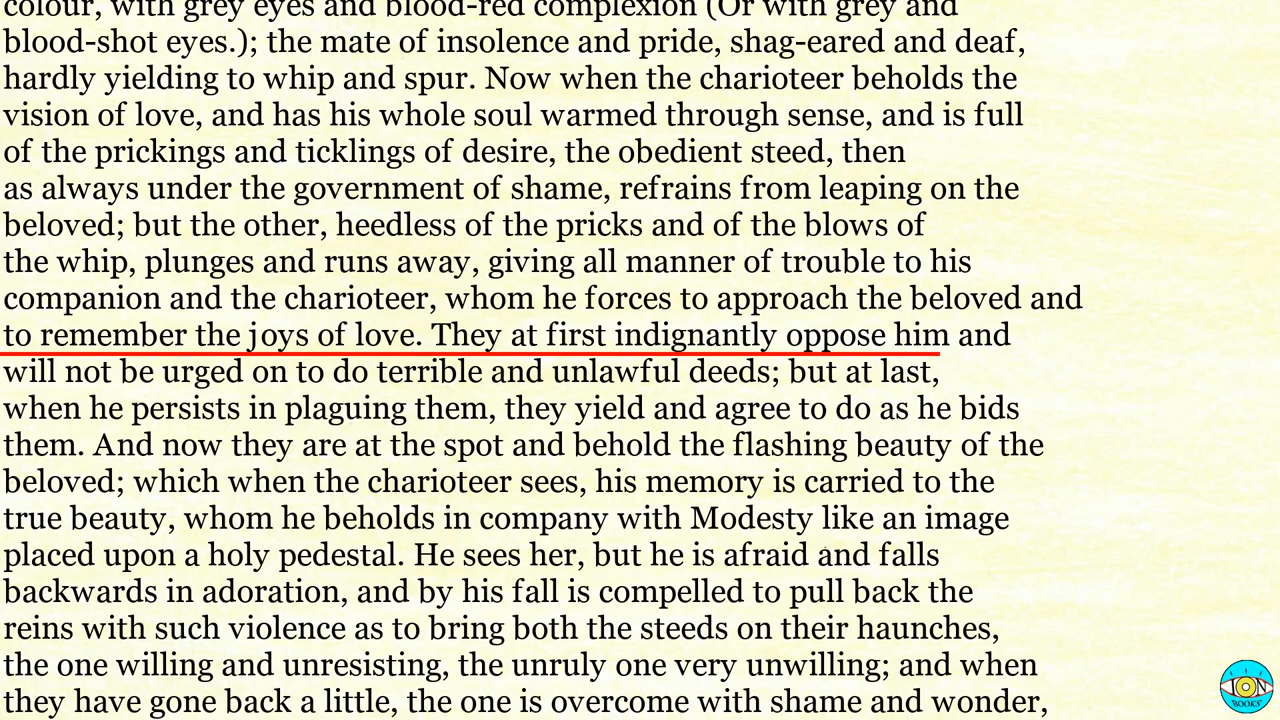 colour, with grey eyes and blood-red complexion (Or with grey and
blood-shot eyes.); the mate of insolence and pride, shag-eared and deaf,
hardly yielding to whip and spur. Now when the charioteer beholds the
vision of love, and has his whole soul warmed through sense, and is full
of the prickings and ticklings of desire, the obedient steed, then
as always under the government of shame, refrains from leaping on the
beloved; but the other, heedless of the pricks and of the blows of
the whip, plunges and runs away, giving all manner of trouble to his
companion and the charioteer, whom he forces to approach the beloved and
to remember the joys of love. They at first indignantly oppose him and
will not be urged on to do terrible and unlawful deeds; but at last,
when he persists in plaguing them, they yield and agree to do as he bids
them. And now they are at the spot and behold the flashing beauty of the
beloved; which when the charioteer sees, his memory is carried to the
true beauty, whom he beholds in company with Modesty like an image
placed upon a holy pedestal. He sees her, but he is afraid and falls
backwards in adoration, and by his fall is compelled to pull back the
reins with such violence as to bring both the steeds on their haunches,
the one willing and unresisting, the unruly one very unwilling; and when
they have gone back a little, the one is overcome with shame and wonder,
ION
BOOKS